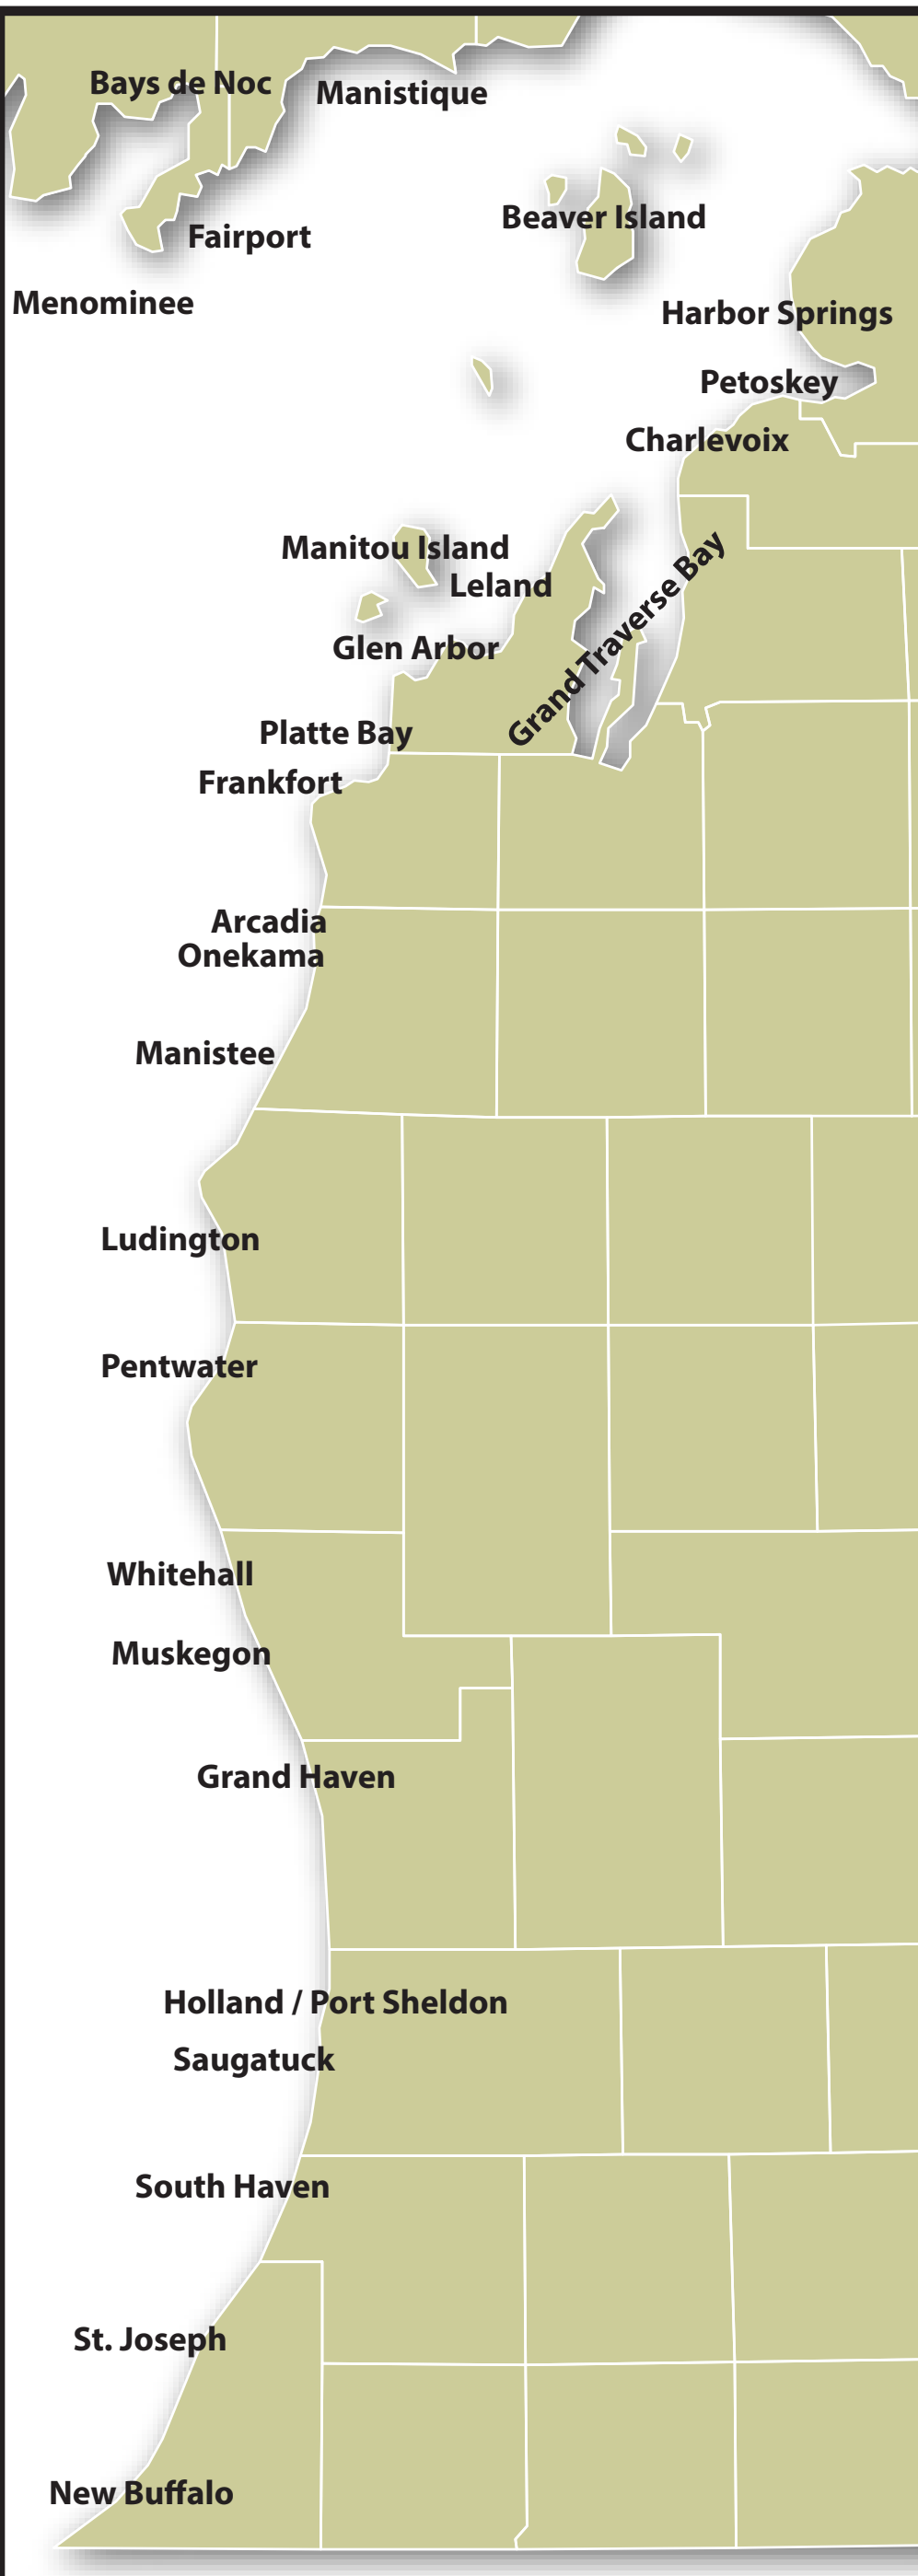 Bays de Noc
Manistique
Beaver Island
Fairport
Menominee
Harbor Springs
Petoskey
Charlevoix
Manitou Island
Leland
Grand Traverse Bay
Glen Arbor
Platte Bay
Frankfort
Arcadia
Onekama
Manistee
Ludington
Pentwater
Whitehall
Muskegon
Grand Haven
Holland / Port Sheldon
Saugatuck
South Haven
St. Joseph
New Buffalo